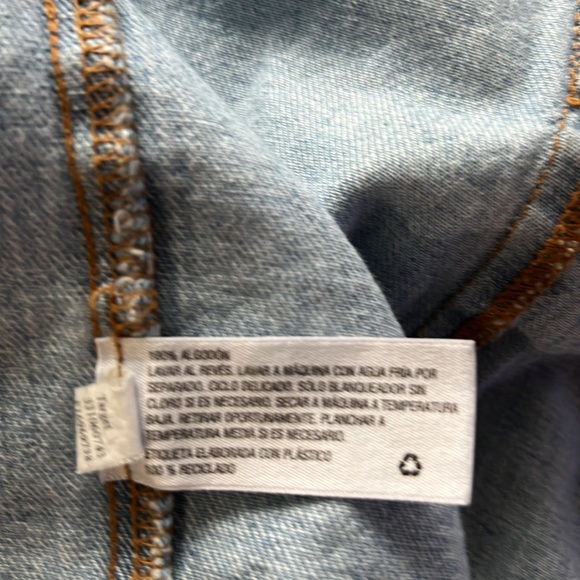 100% ALGODÓN
LAVAR AL REVÉS. LAVAR A MÁQUINA CON AGUA FRÍA POR
SEPARADO. CICLO DELICADO. SÓLO BLANQUEADOR SIN
CLORO SI ES NECESARIO. SECAR A MÁQUINA A TEMPERATURA
BAJA. RETIRAR OPORTUNAMENTE. PLANCHAR A
TEMPERATURA MEDIA SI ES NECESARIO.
ETIQUETA ELABORADA CON PLÁSTICO
100 % RECICLADO